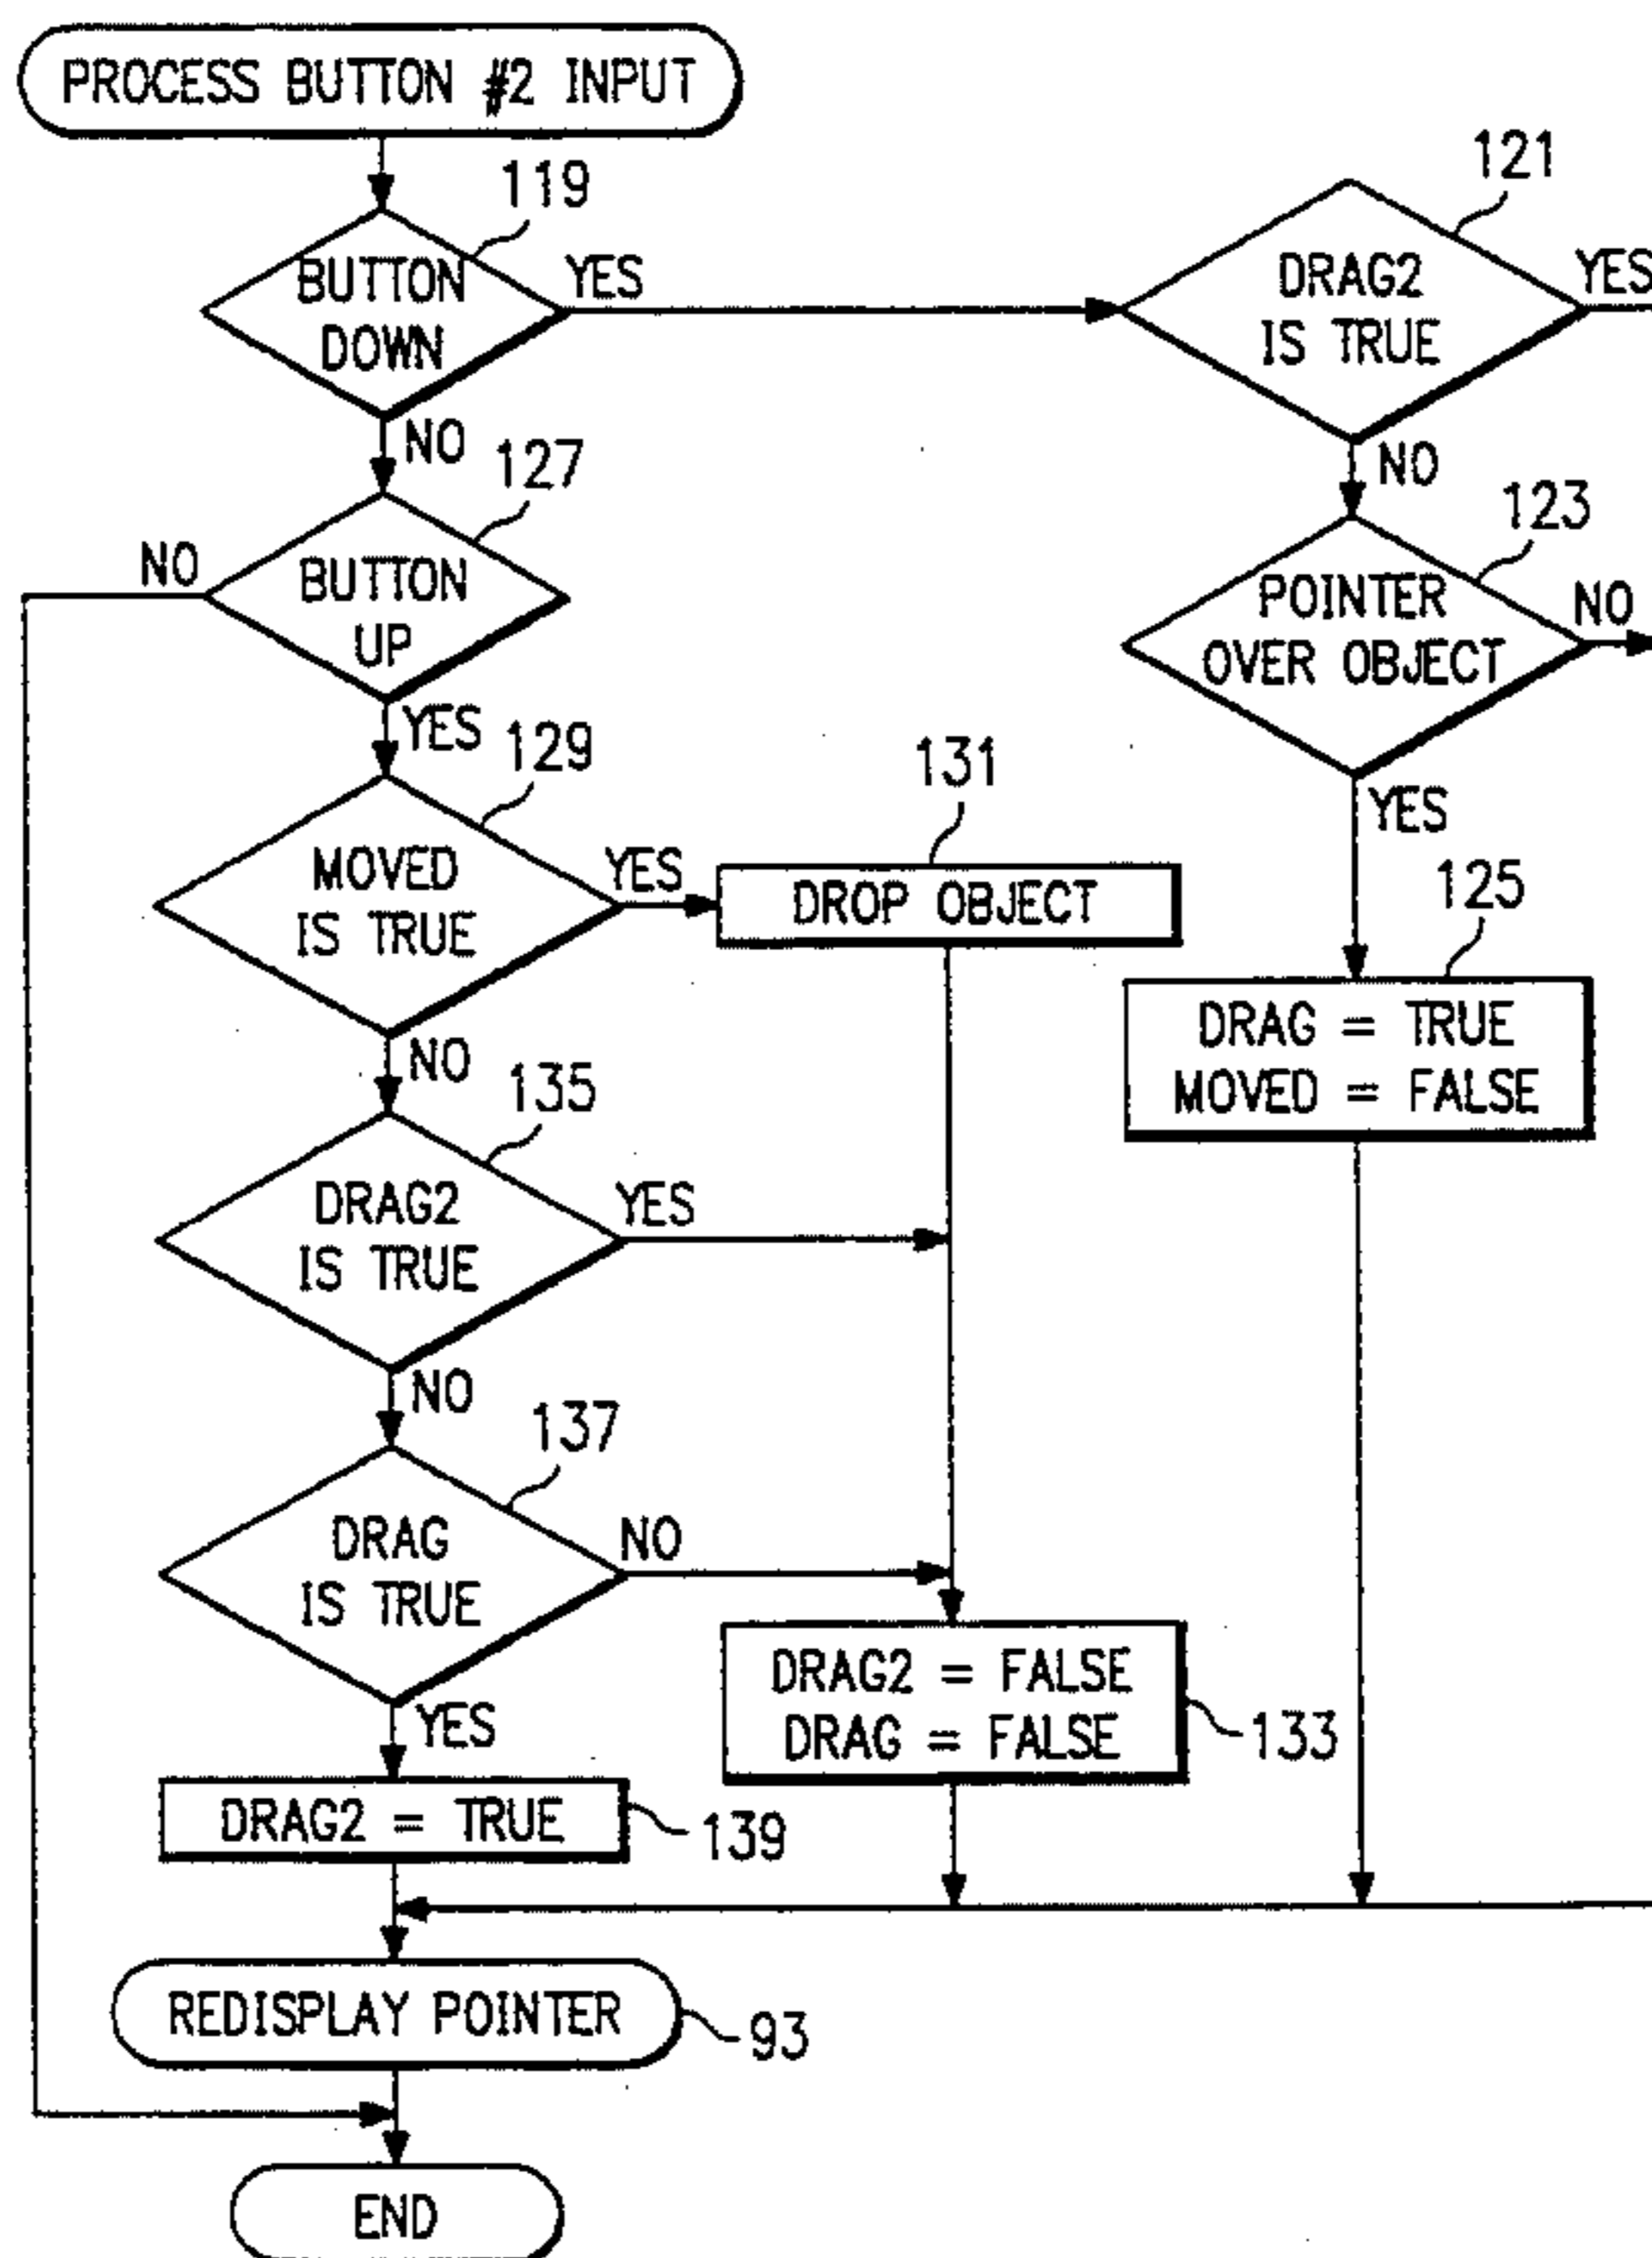 PROCESS BUTTON #2 INPUT
119
BUTTON
DOWN
YES
NO
121
DRAG2
IS TRUE
YES
NO
123
POINTER
OVER OBJECT
NO
YES
125
DRAG = TRUE
MOVED = FALSE
127
BUTTON
UP
NO
YES
129
MOVED
IS TRUE
YES
NO
131
DROP OBJECT
135
DRAG2
IS TRUE
YES
NO
137
DRAG
IS TRUE
NO
YES
DRAG2 = FALSE
DRAG = FALSE
133
DRAG2 = TRUE
139
REDISPLAY POINTER
93
END